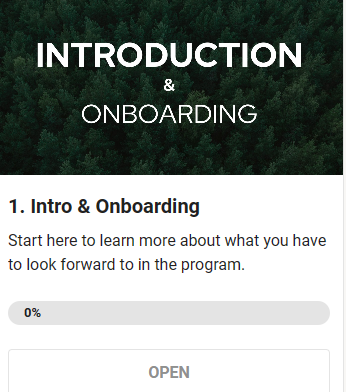 INTRODUCTION
&
ONBOARDING
1. Intro & Onboarding
Start here to learn more about what you have
to look forward to in the program.
0%
OPEN